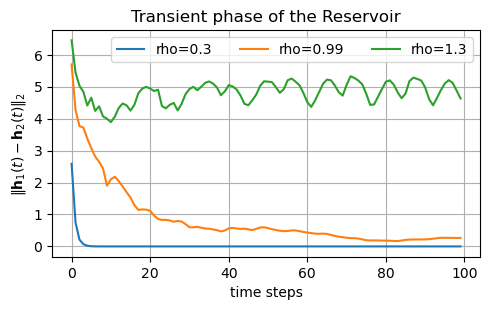 Transient phase of the Reservoir
rho=0.3 rho=0.99 rho=1.3
‖h₁(t) − h₂(t)‖₂
6
5
4
3
2
1
0
0 20 40 60 80 100
time steps